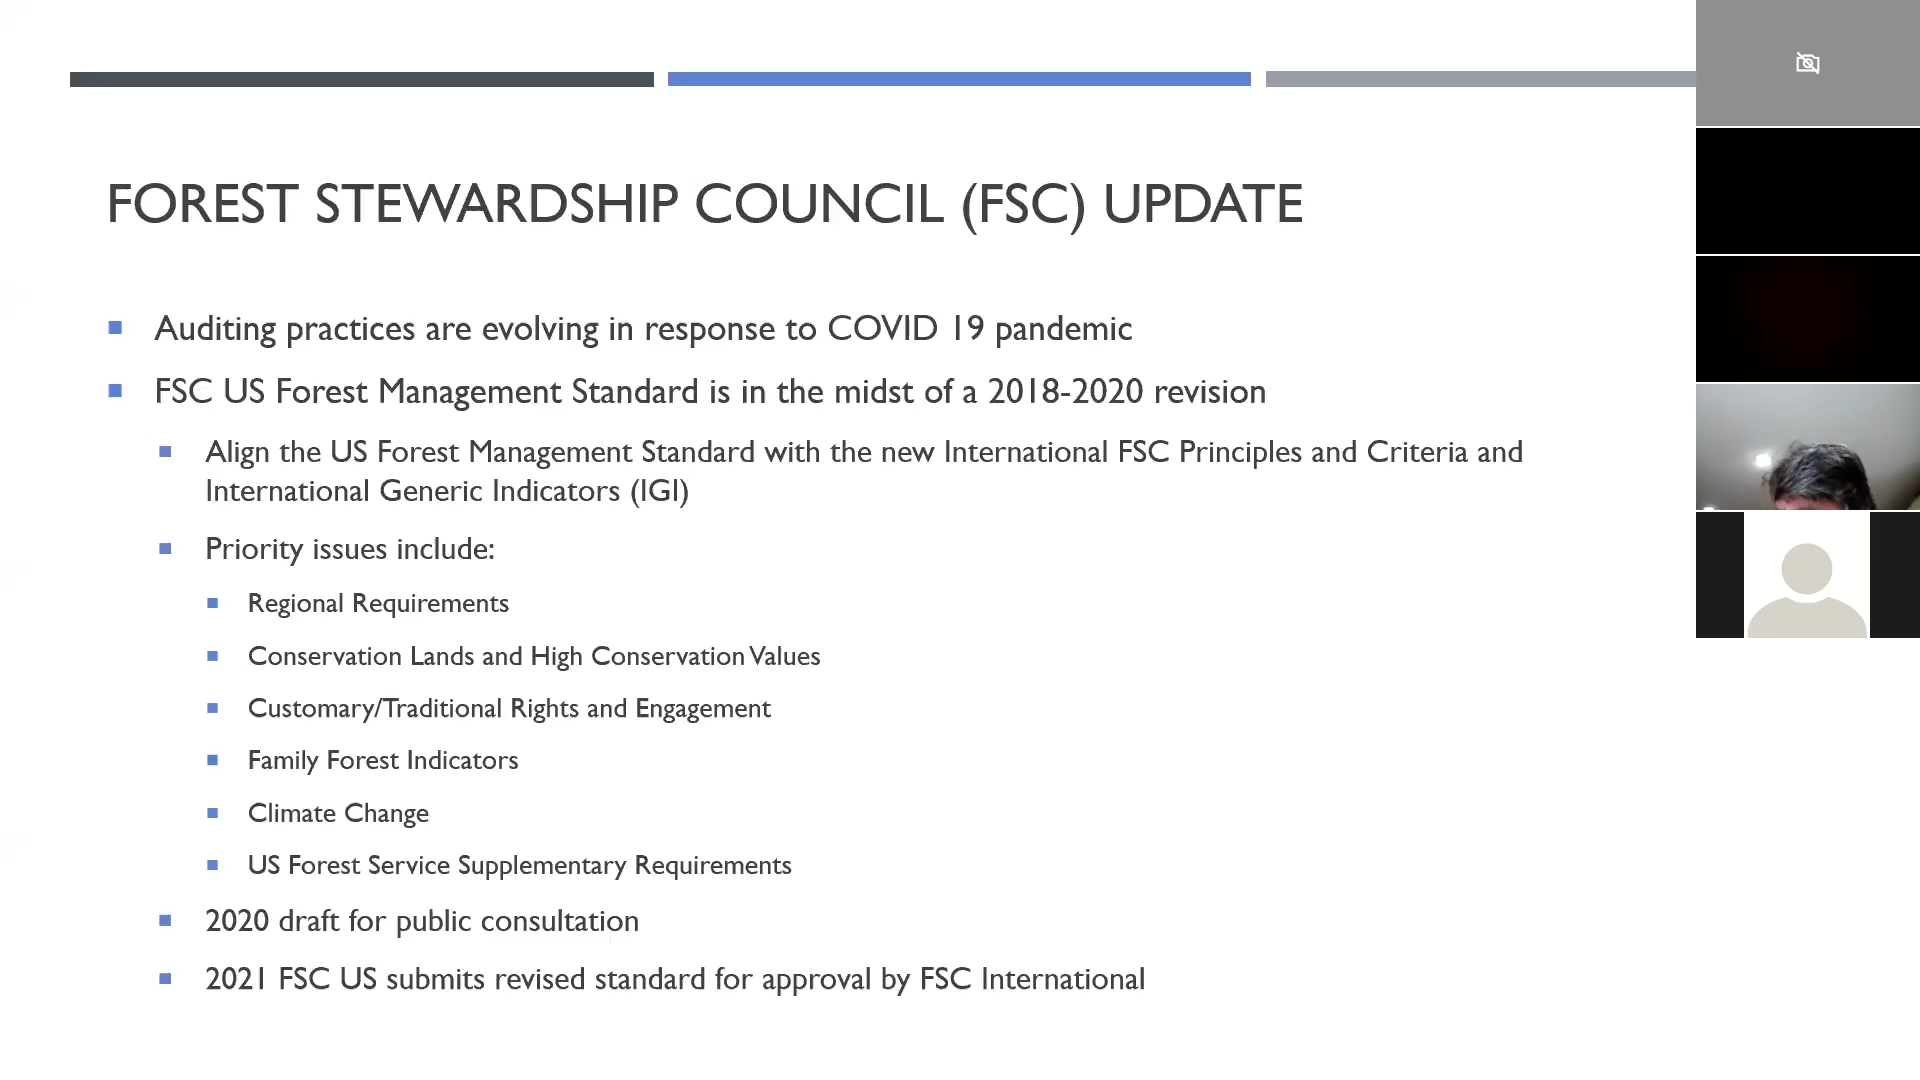 FOREST STEWARDSHIP COUNCIL (FSC) UPDATE
Auditing practices are evolving in response to COVID 19 pandemic
FSC US Forest Management Standard is in the midst of a 2018-2020 revision
Align the US Forest Management Standard with the new International FSC Principles and Criteria and
International Generic Indicators (IGI)
Priority issues include:
Regional Requirements
Conservation Lands and High Conservation Values
Customary/Traditional Rights and Engagement
Family Forest Indicators
Climate Change
US Forest Service Supplementary Requirements
2020 draft for public consultation
2021 FSC US submits revised standard for approval by FSC International